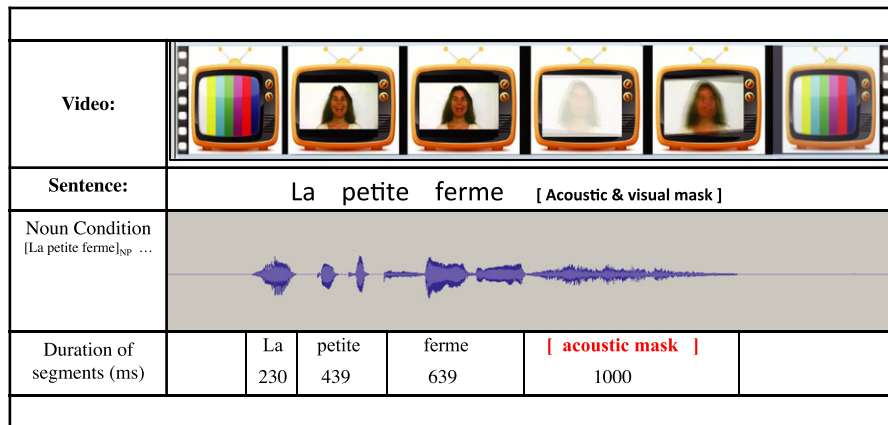 Video:
Sentence:
La petite ferme [ Acoustic & visual mask ]
Noun Condition
[La petite ferme]NP …
Duration of
segments (ms)
La petite ferme [ acoustic mask ]
230 439 639 1000